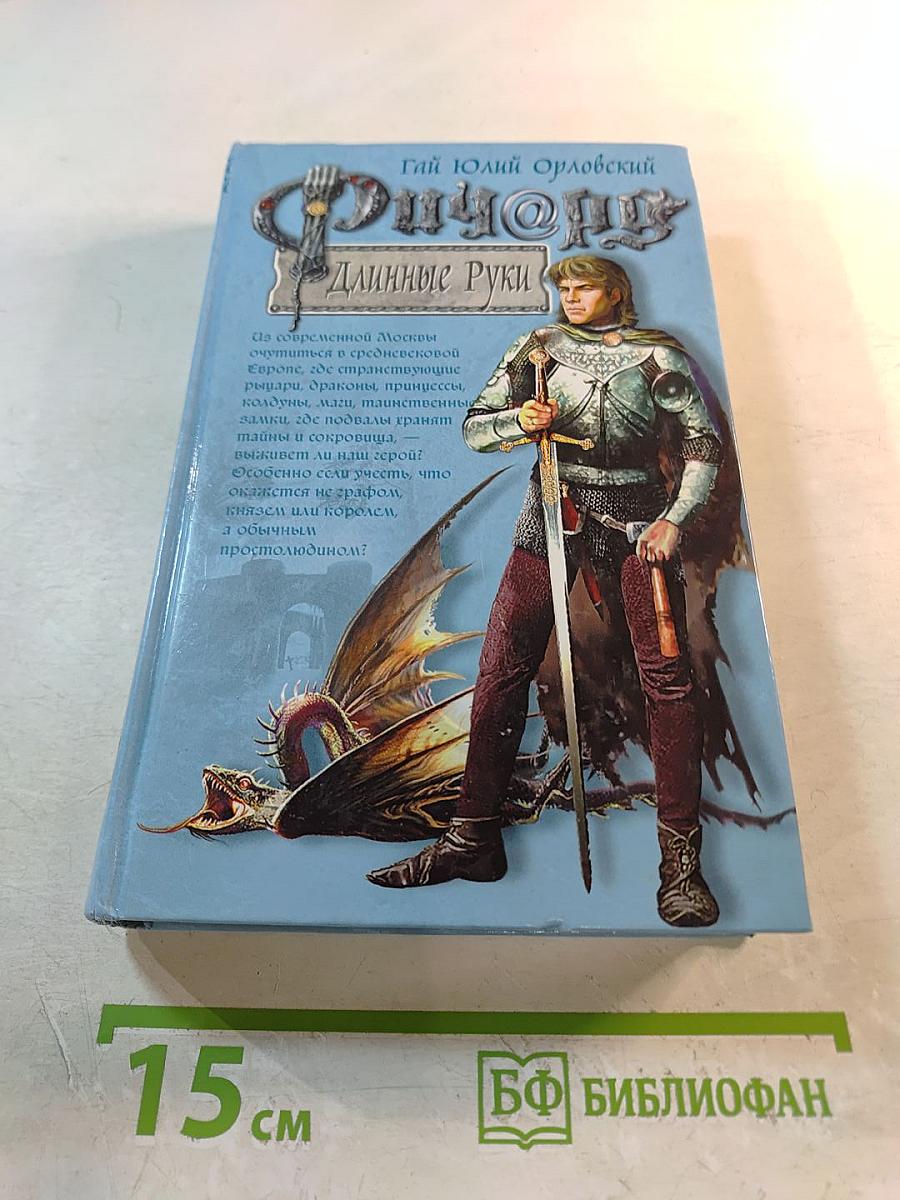 Гай Юлий Орловский
Рич@рд
Длинные Руки
Из современной Москвы
очутиться в средневековой
Европе, где странствующие
рыцари, драконы, принцессы,
колдуны, маги, таинственные
замки, где подвалы хранят
тайны и сокровища, —
выживет ли наш герой?
Особенно если учесть, что
окажется не графом,
князем или королем,
а обычным
простолюдином?
15 см
БФ БИБЛИОФАН